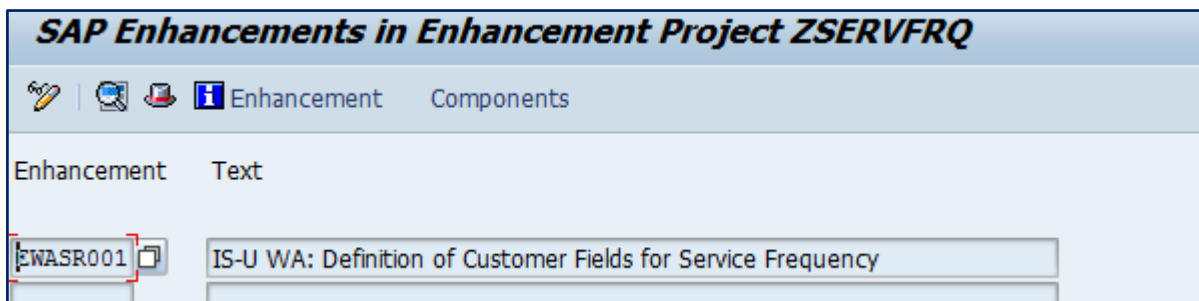 SAP Enhancements in Enhancement Project ZSERVFRQ
Enhancement Components
Enhancement Text
EWASR001 IS-U WA: Definition of Customer Fields for Service Frequency